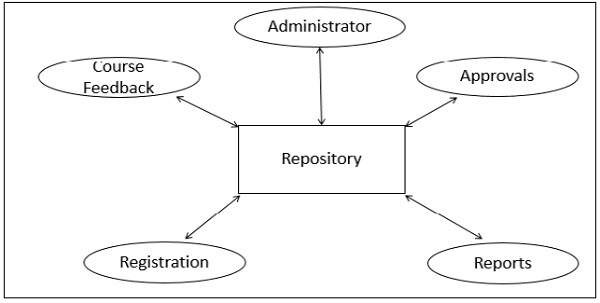 Administrator
Course
Feedback
Approvals
Repository
Registration
Reports